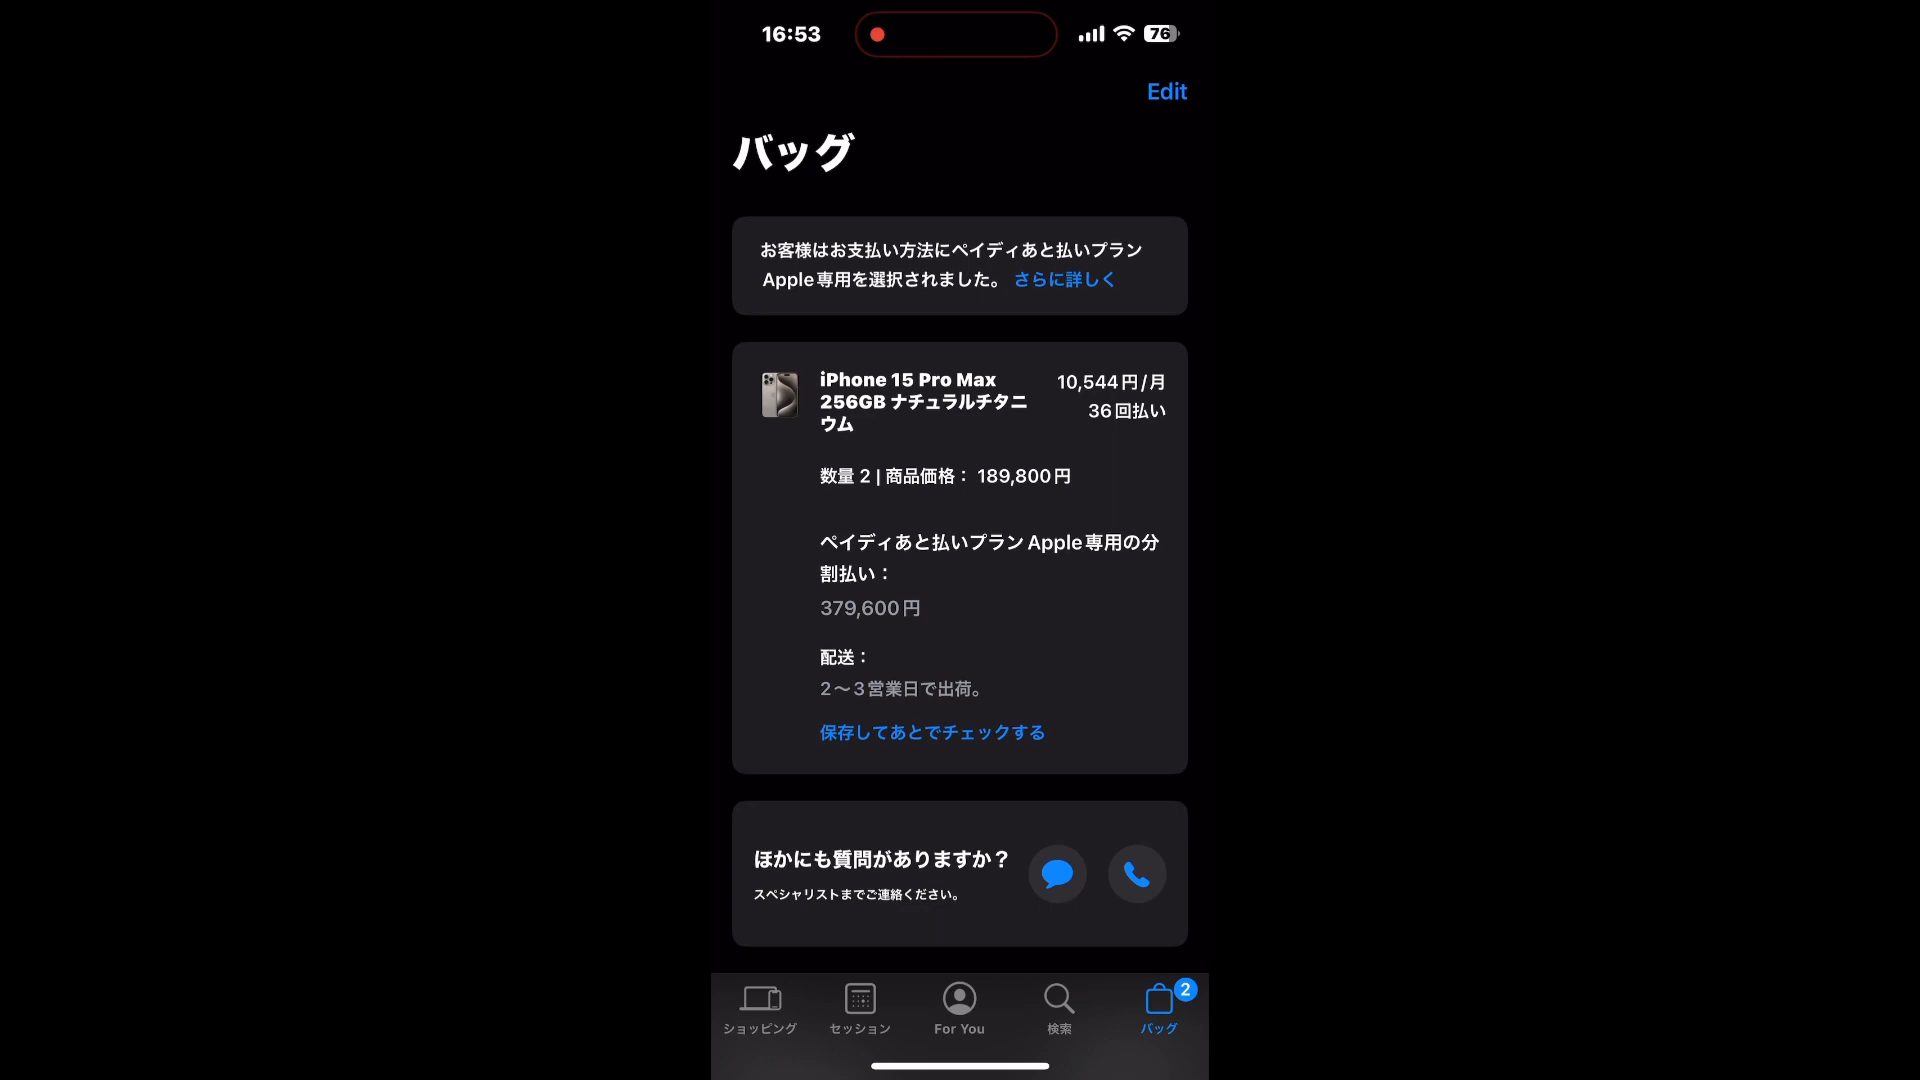 16:53
76
Edit
バッグ
お客様はお支払い方法にペイディあと払いプラン
Apple専用を選択されました。 さらに詳しく
iPhone 15 Pro Max
256GB ナチュラルチタニ
ウム
10,544円/月
36回払い
数量 2 | 商品価格： 189,800円
ペイディあと払いプランApple専用の分
割払い：
379,600円
配送：
2〜3営業日で出荷。
保存してあとでチェックする
ほかにも質問がありますか？
スペシャリストまでご連絡ください。
2
ショッピング
セッション
For You
検索
バッグ